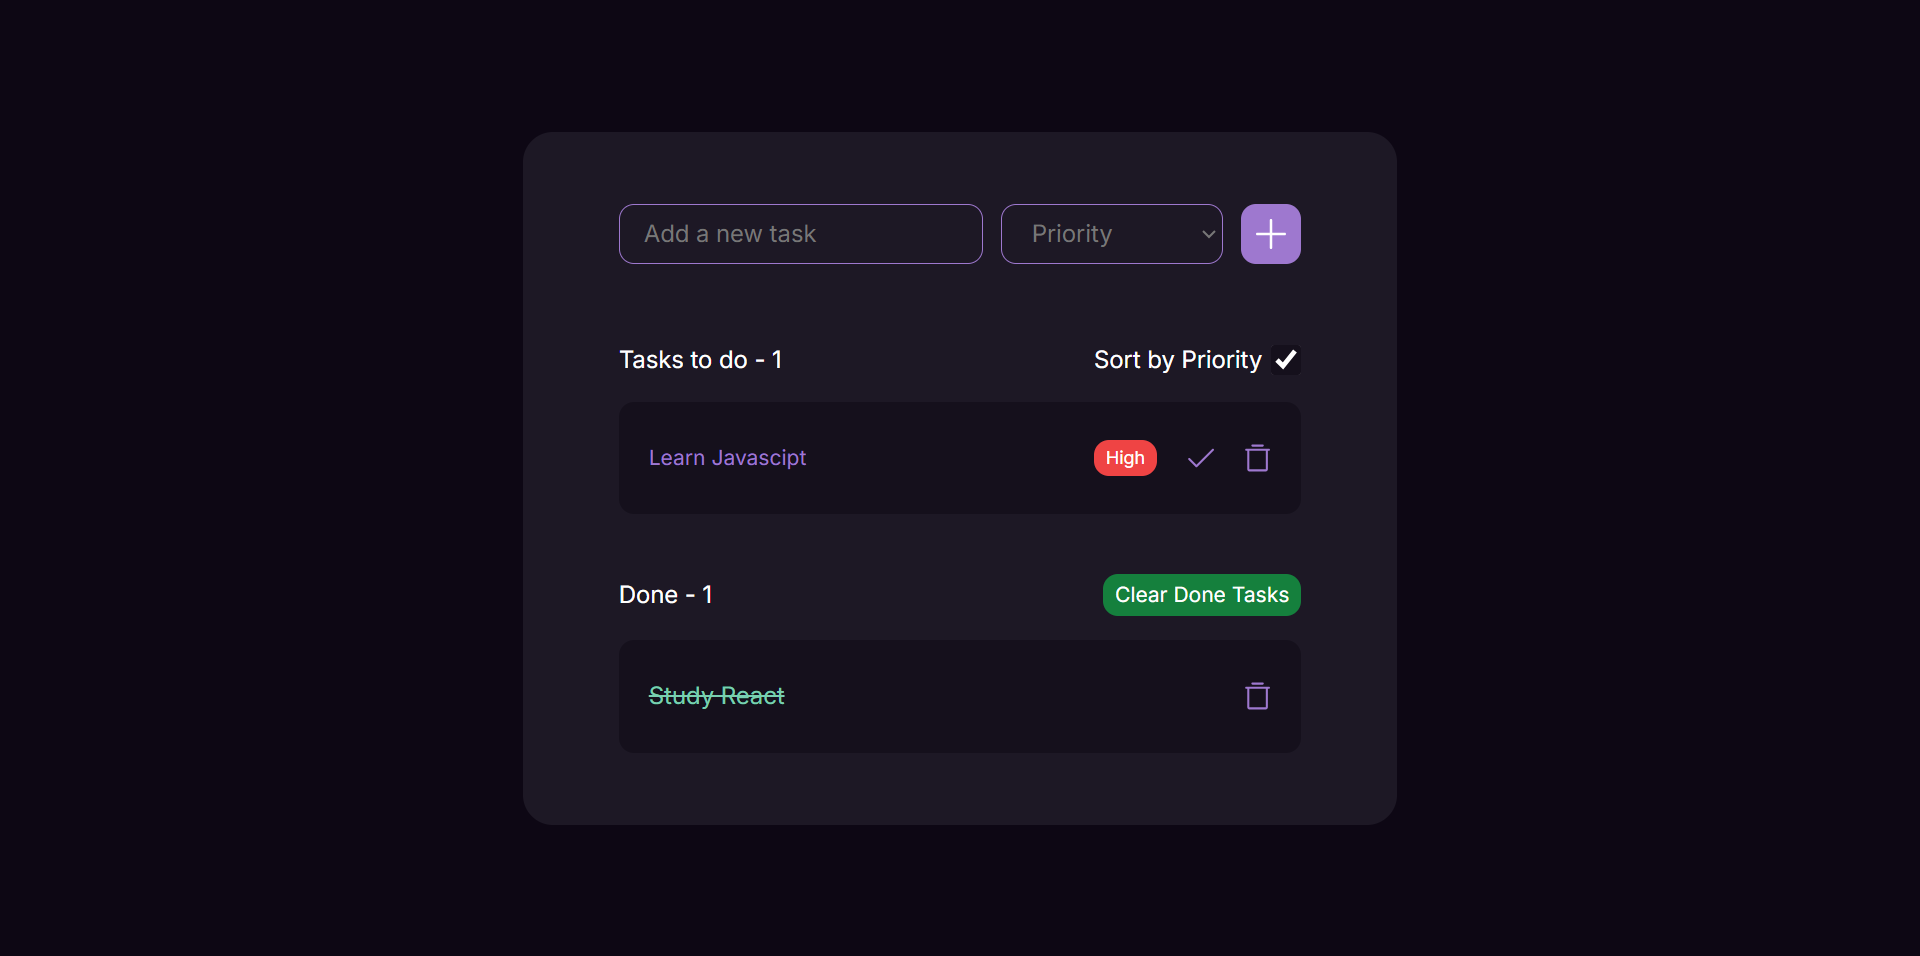 Add a new task
Priority
Tasks to do - 1
Sort by Priority
Learn Javascipt
High
Done - 1
Clear Done Tasks
Study React